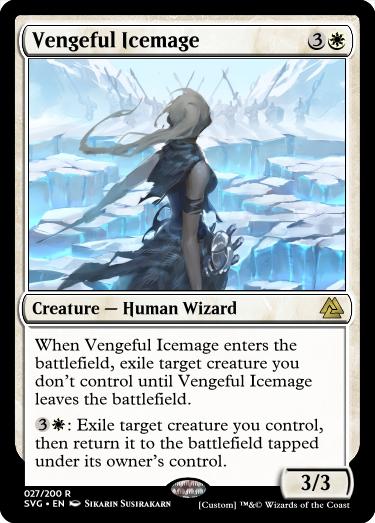 Vengeful Icemage 3
Creature — Human Wizard
When Vengeful Icemage enters the
battlefield, exile target creature you
don't control until Vengeful Icemage
leaves the battlefield.
3 : Exile target creature you control,
then return it to the battlefield tapped
under its owner's control.
3/3
027/200 R
SVG • EN Sikarin Susirakarn [Custom] ™&© Wizards of the Coast